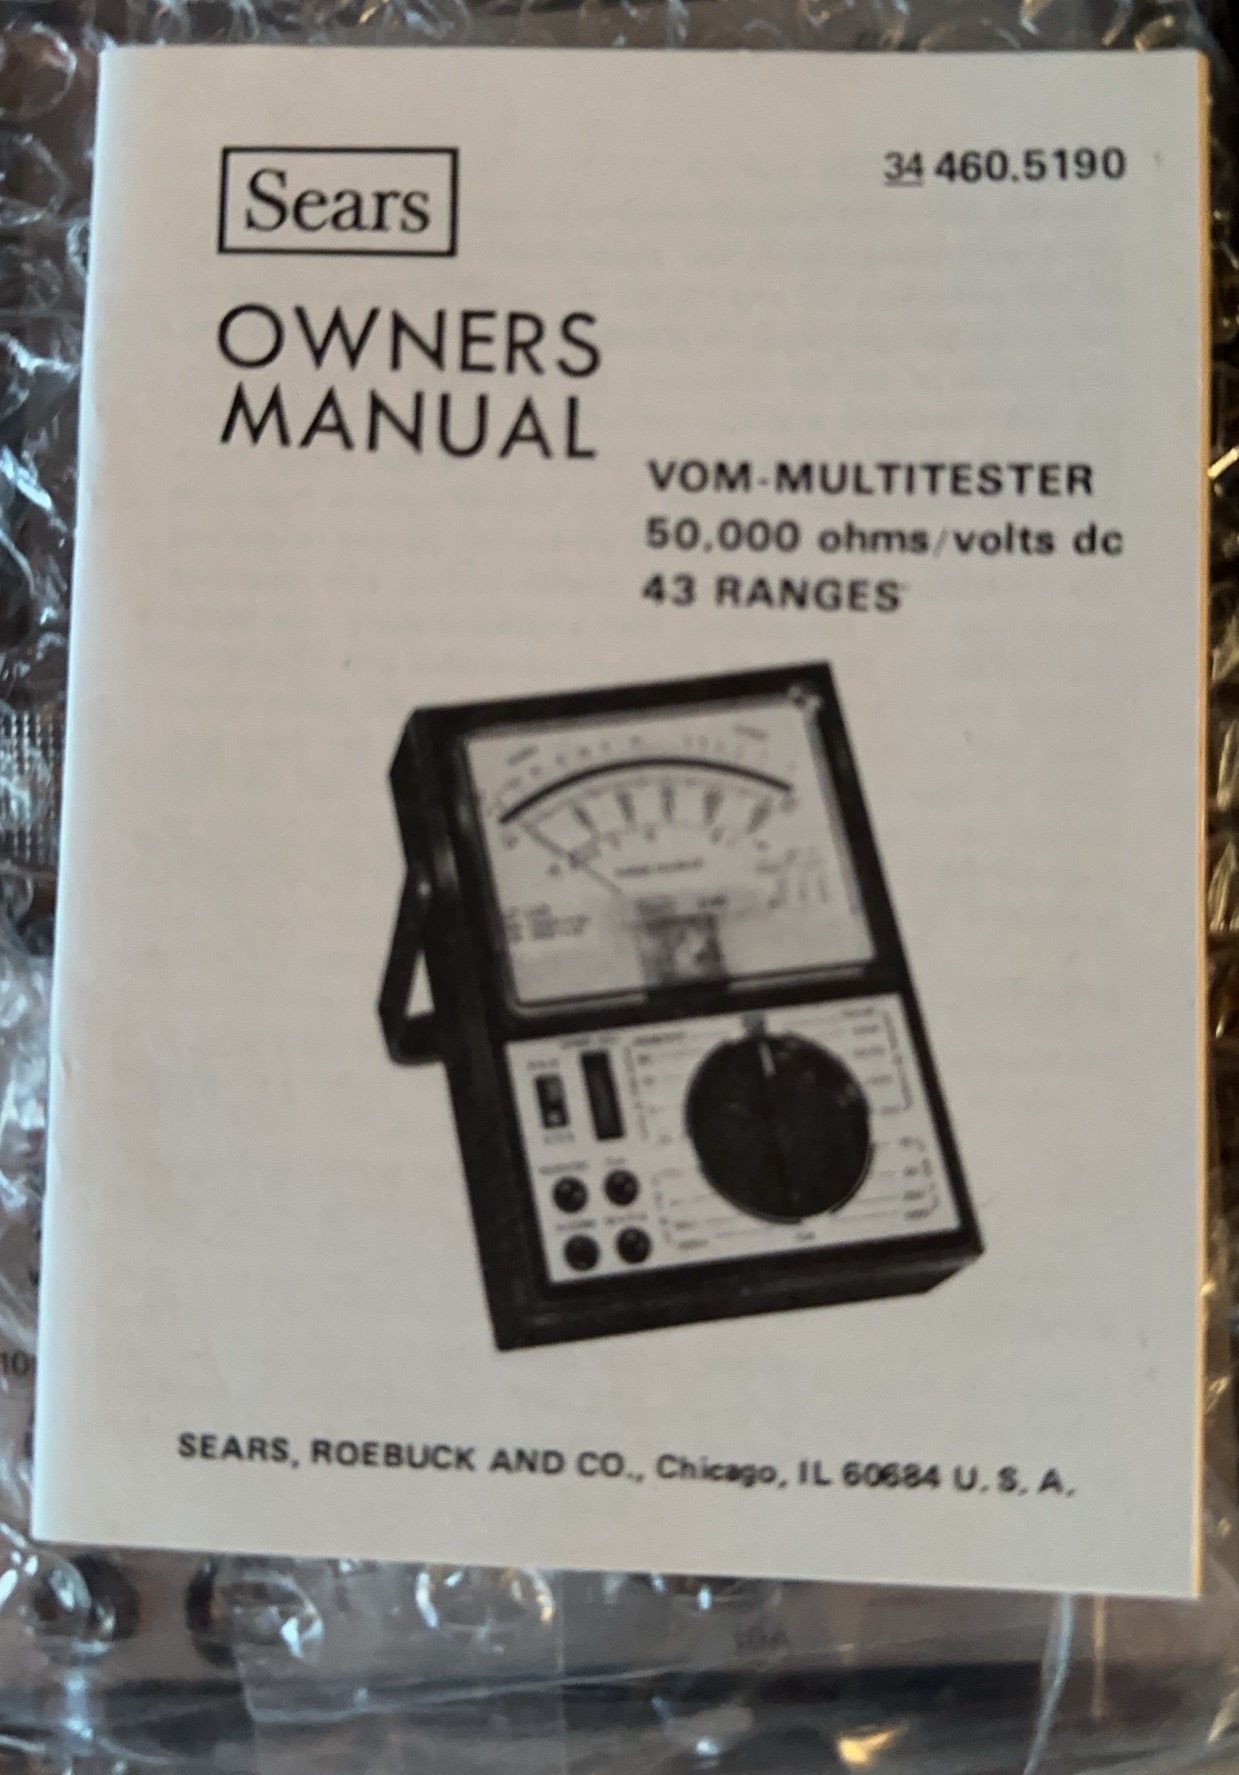 Sears
34 460.5190
OWNERS
MANUAL
VOM-MULTITESTER
50,000 ohms/volts dc
43 RANGES
SEARS, ROEBUCK AND CO., Chicago, IL 60684 U.S.A.
10A